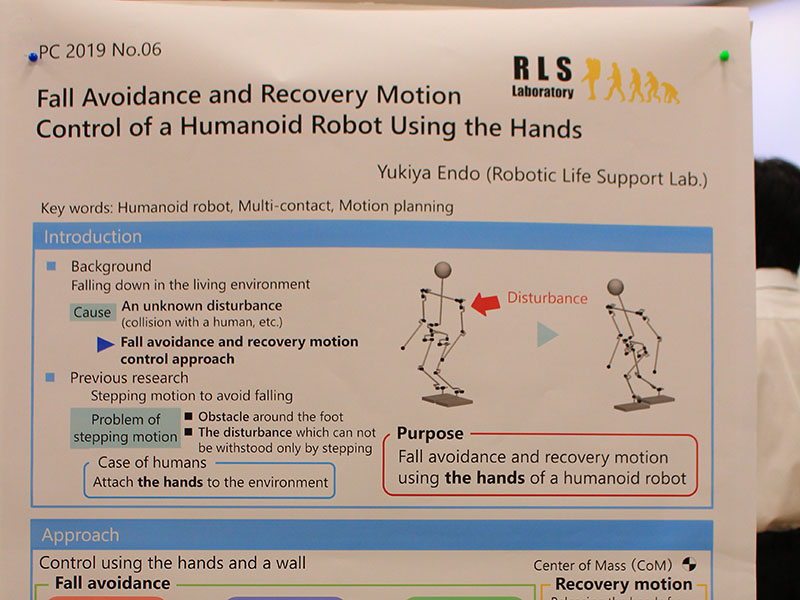 PC 2019 No.06
RLS
Laboratory
Fall Avoidance and Recovery Motion
Control of a Humanoid Robot Using the Hands
Yukiya Endo (Robotic Life Support Lab.)
Key words: Humanoid robot, Multi-contact, Motion planning
Introduction
Background
Falling down in the living environment
Cause
An unknown disturbance
(collision with a human, etc.)
Fall avoidance and recovery motion
control approach
Previous research
Stepping motion to avoid falling
Problem of
stepping motion
Obstacle around the foot
The disturbance which can not
be withstood only by stepping
Case of humans
Attach the hands to the environment
Disturbance
Purpose
Fall avoidance and recovery motion
using the hands of a humanoid robot
Approach
Control using the hands and a wall
Center of Mass (CoM)
Fall avoidance
Recovery motion